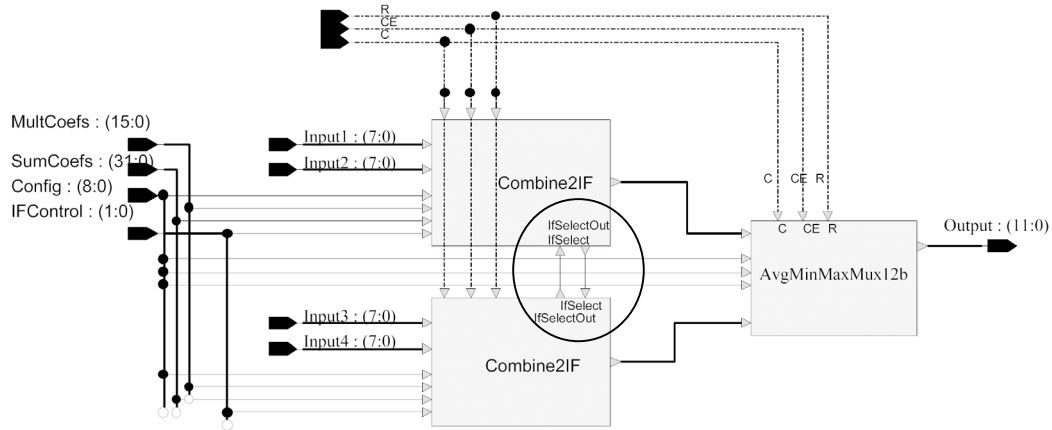 R
CE
C
MultCoefs : (15:0)
SumCoefs : (31:0)
Config : (8:0)
IFControl : (1:0)
Input1 : (7:0)
Input2 : (7:0)
Combine2IF
IfSelectOut
IfSelect
C CE R
C CE R
Output : (11:0)
AvgMinMaxMux12b
IfSelect
IfSelectOut
Input3 : (7:0)
Input4 : (7:0)
Combine2IF